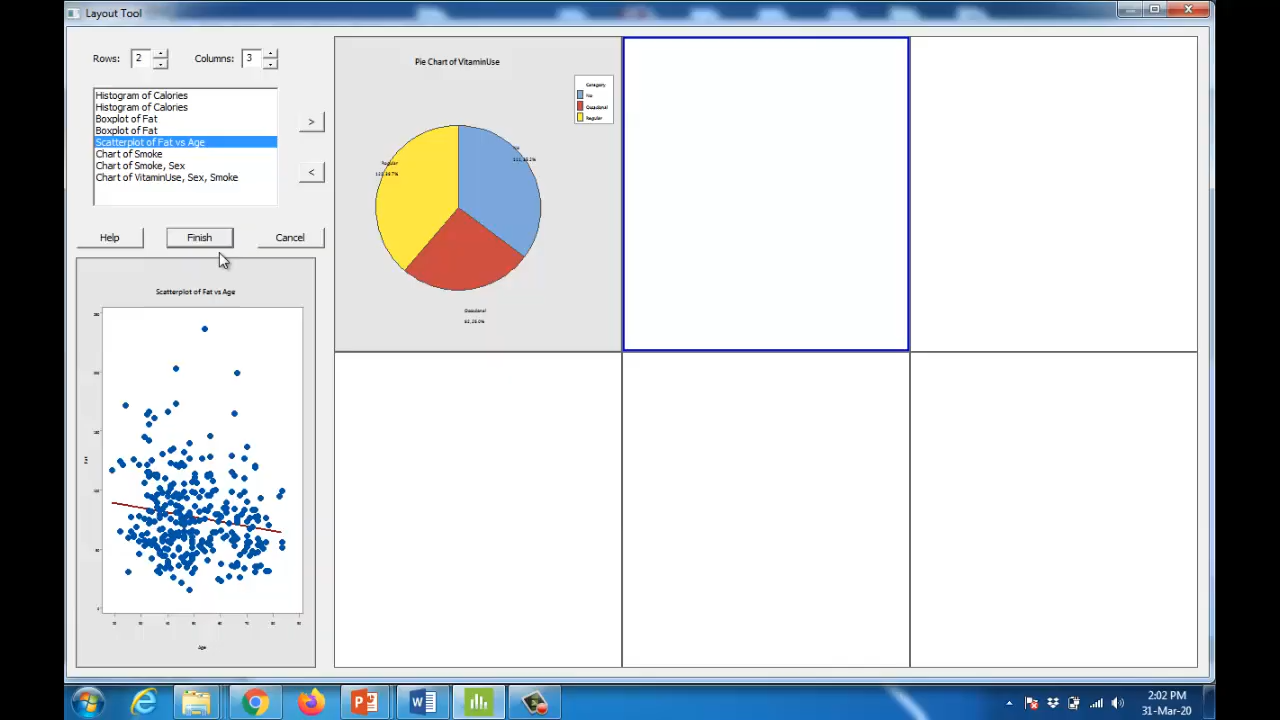 Layout Tool
Rows: 2 Columns: 3
Histogram of Calories
Histogram of Calories
Boxplot of Fat
Boxplot of Fat
Scatterplot of Fat vs Age
Chart of Smoke
Chart of Smoke, Sex
Chart of VitaminUse, Sex, Smoke
>
<
Help Finish Cancel
Scatterplot of Fat vs Age
Fat
Age
Pie Chart of VitaminUse
Category
No
Occasional
Regular
No
Regular
Occasional
2:02 PM
31-Mar-20